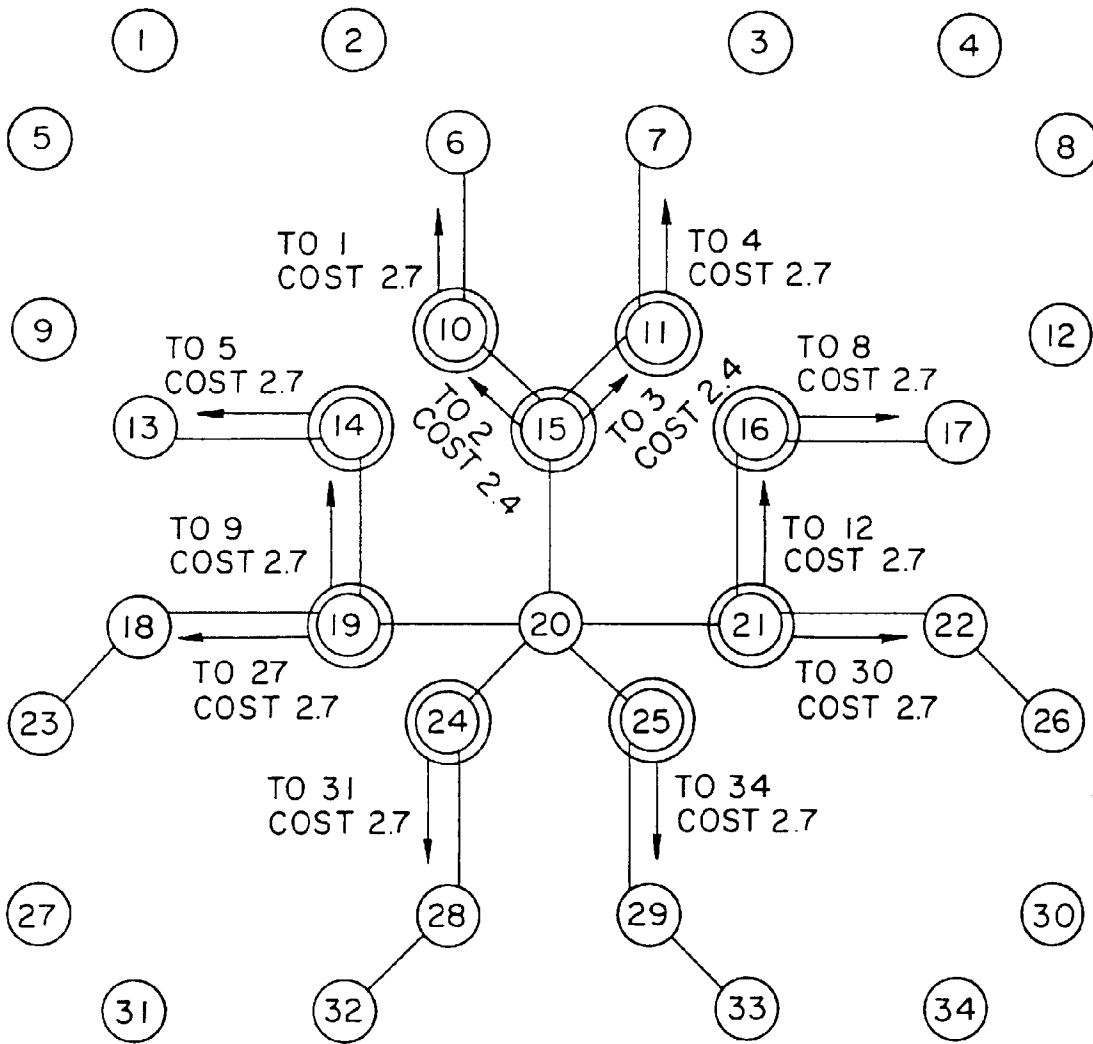 1
2
3
4
5
6
7
8
TO 1
COST 2.7
TO 4
COST 2.7
9
10
11
12
TO 5
COST 2.7
TO 2
COST 2.4
TO 3
COST 2.4
TO 8
COST 2.7
13
14
15
16
17
TO 9
COST 2.7
TO 12
COST 2.7
18
19
20
21
22
TO 27
COST 2.7
TO 30
COST 2.7
23
24
25
26
TO 31
COST 2.7
TO 34
COST 2.7
27
28
29
30
31
32
33
34